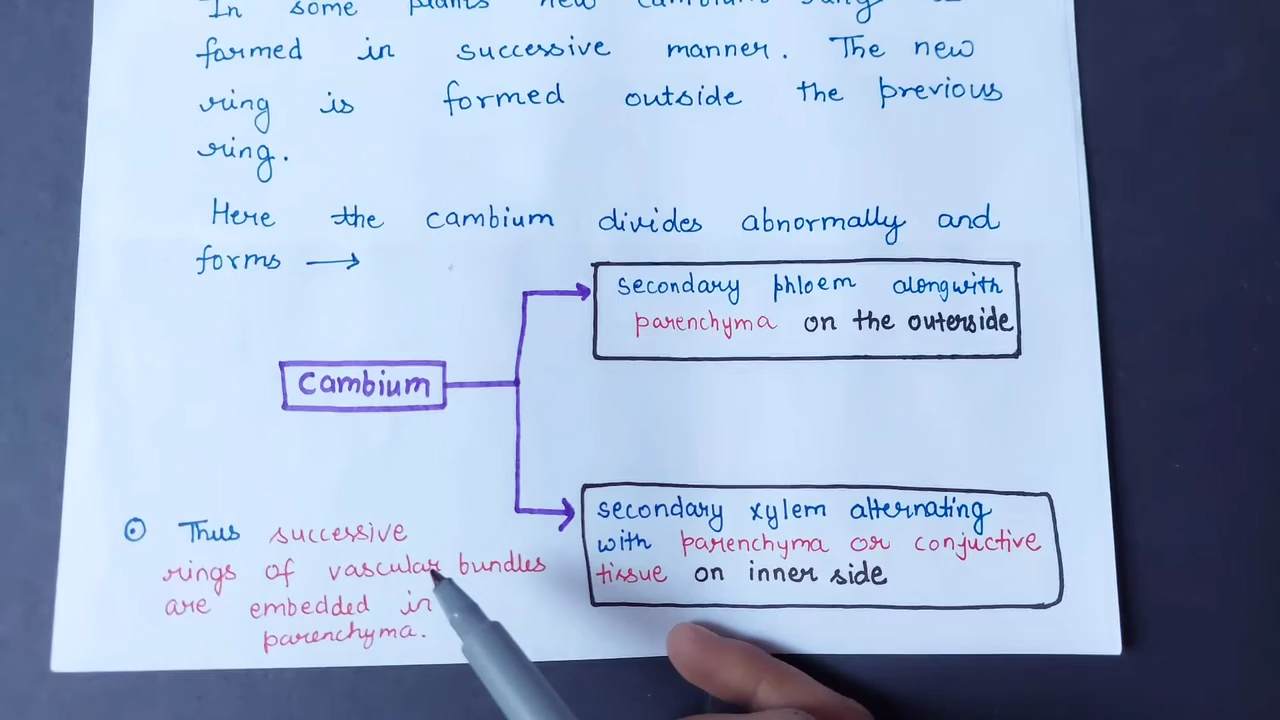 In some plants new cambium ring is
formed in successive manner. The new
ring is formed outside the previous
ring.
Here the cambium divides abnormally and
forms →
secondary phloem alongwith
parenchyma on the outerside
Cambium
secondary xylem alternating
with parenchyma or conjuctive
tissue on inner side
Thus successive
rings of vascular bundles
are embedded in
parenchyma.